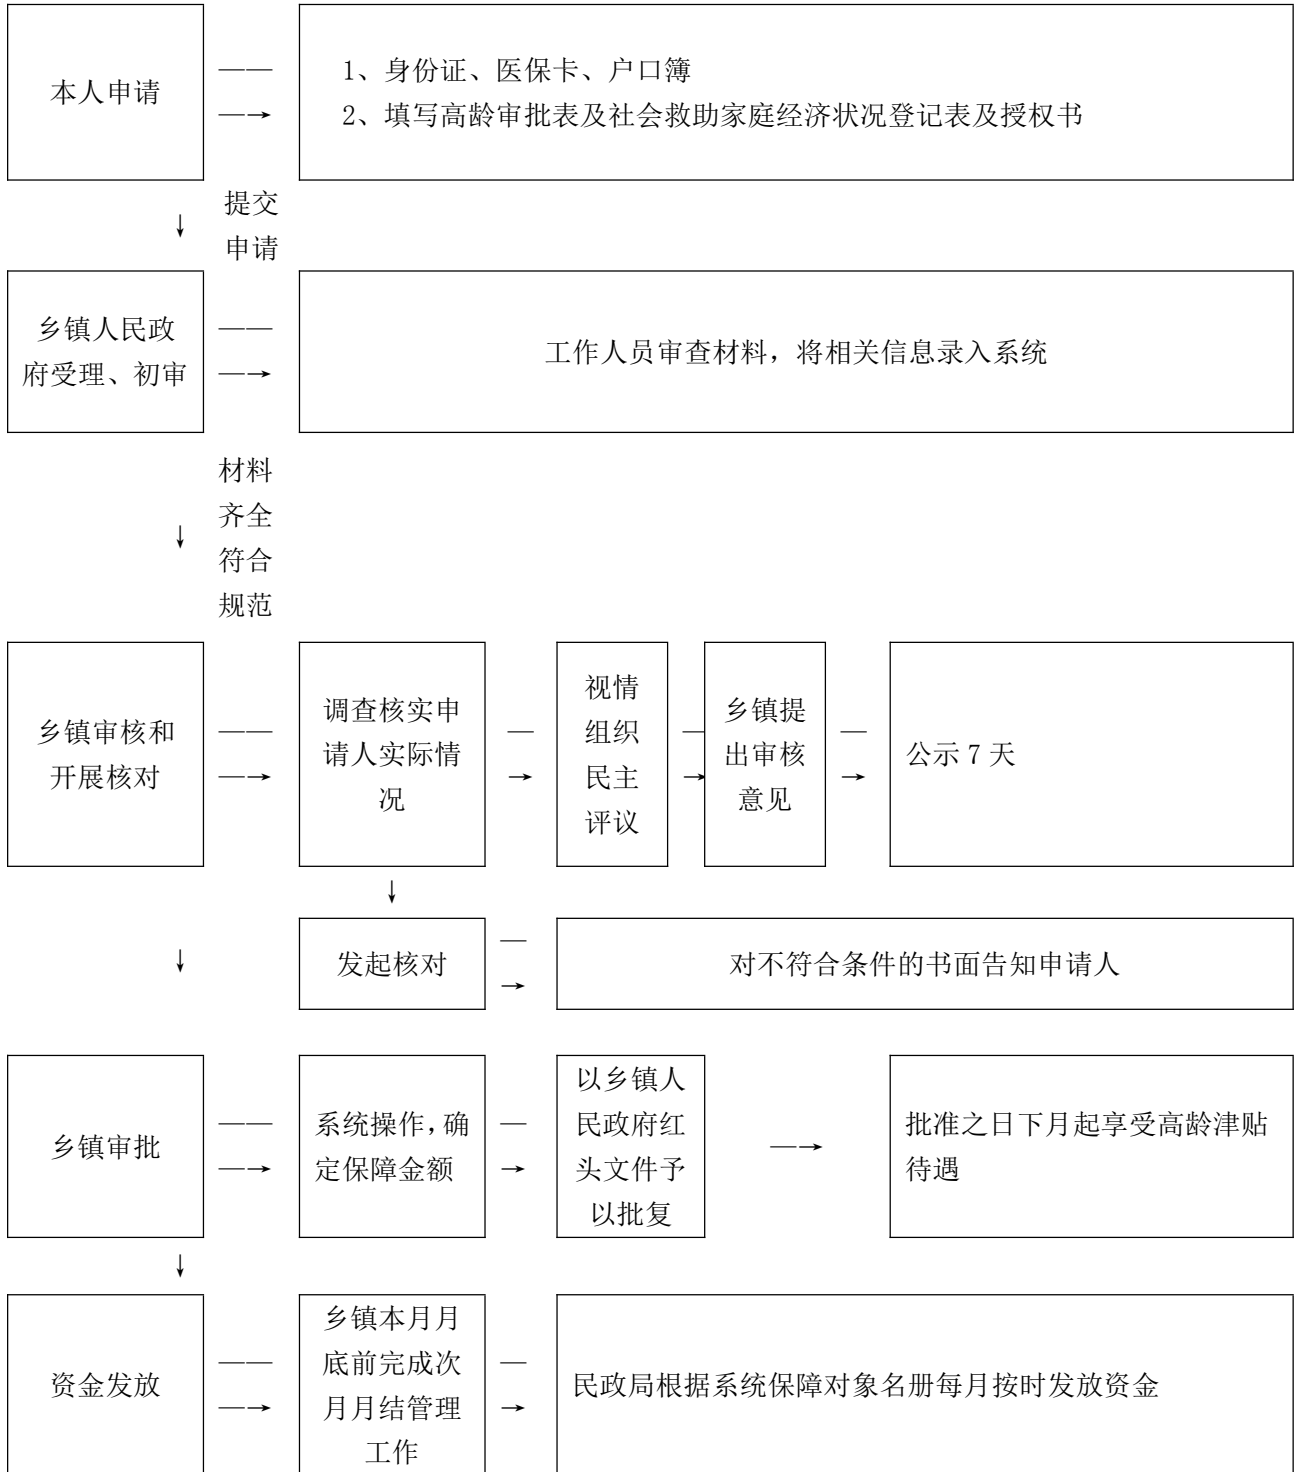 本人申请
——
—→
1、身份证、医保卡、户口簿
2、填写高龄审批表及社会救助家庭经济状况登记表及授权书
↓
提交
申请
乡镇人民政
府受理、初审
——
—→
工作人员审查材料，将相关信息录入系统
↓
材料
齐全
符合
规范
乡镇审核和
开展核对
——
—→
调查核实申
请人实际情
况
—
→
视情
组织
民主
评议
—
→
乡镇提
出审核
意见
—
→
公示 7 天
↓
↓
发起核对
—
→
对不符合条件的书面告知申请人
乡镇审批
——
—→
系统操作，确
定保障金额
—
→
以乡镇人
民政府红
头文件予
以批复
—→
批准之日下月起享受高龄津贴
待遇
↓
资金发放
——
—→
乡镇本月月
底前完成次
月月结管理
工作
—
→
民政局根据系统保障对象名册每月按时发放资金